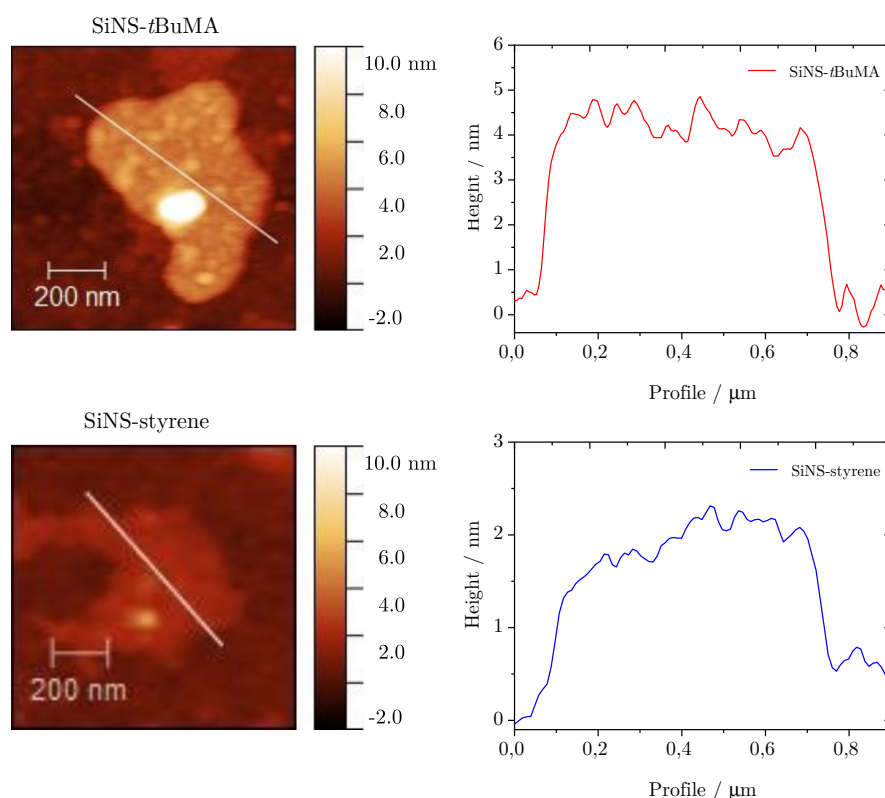 SiNS-tBuMA
10.0 nm
8.0
6.0
4.0
2.0
-2.0
200 nm
6
5
4
3
2
1
0
Height / nm
SiNS-tBuMA
0,0 0,2 0,4 0,6 0,8
Profile / μm
SiNS-styrene
10.0 nm
8.0
6.0
4.0
2.0
-2.0
200 nm
3
2
1
0
Height / nm
SiNS-styrene
0,0 0,2 0,4 0,6 0,8
Profile / μm